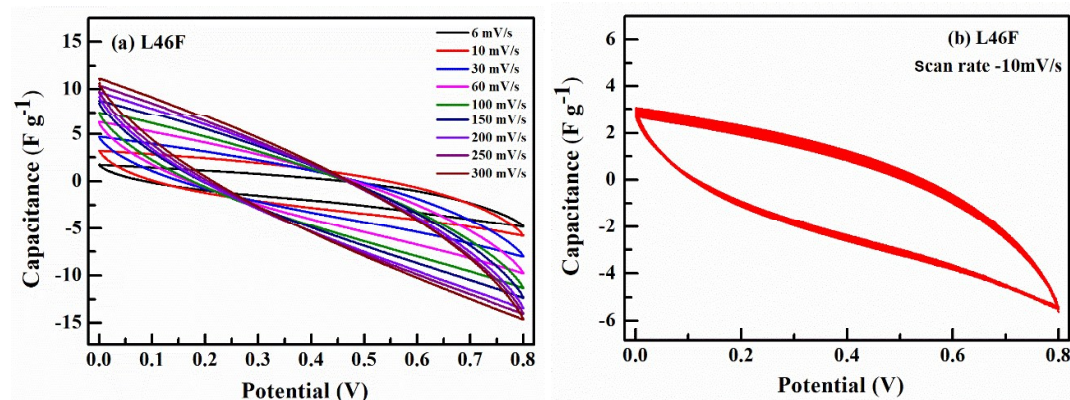 (a) L46F
6 mV/s
10 mV/s
30 mV/s
60 mV/s
100 mV/s
150 mV/s
200 mV/s
250 mV/s
300 mV/s
15
10
5
0
-5
-10
-15
Capacitance (F g⁻¹)
0.0 0.1 0.2 0.3 0.4 0.5 0.6 0.7 0.8
Potential (V)
(b) L46F
Scan rate -10mV/s
6
4
2
0
-2
-4
-6
Capacitance (F g⁻¹)
0.0 0.2 0.4 0.6 0.8
Potential (V)